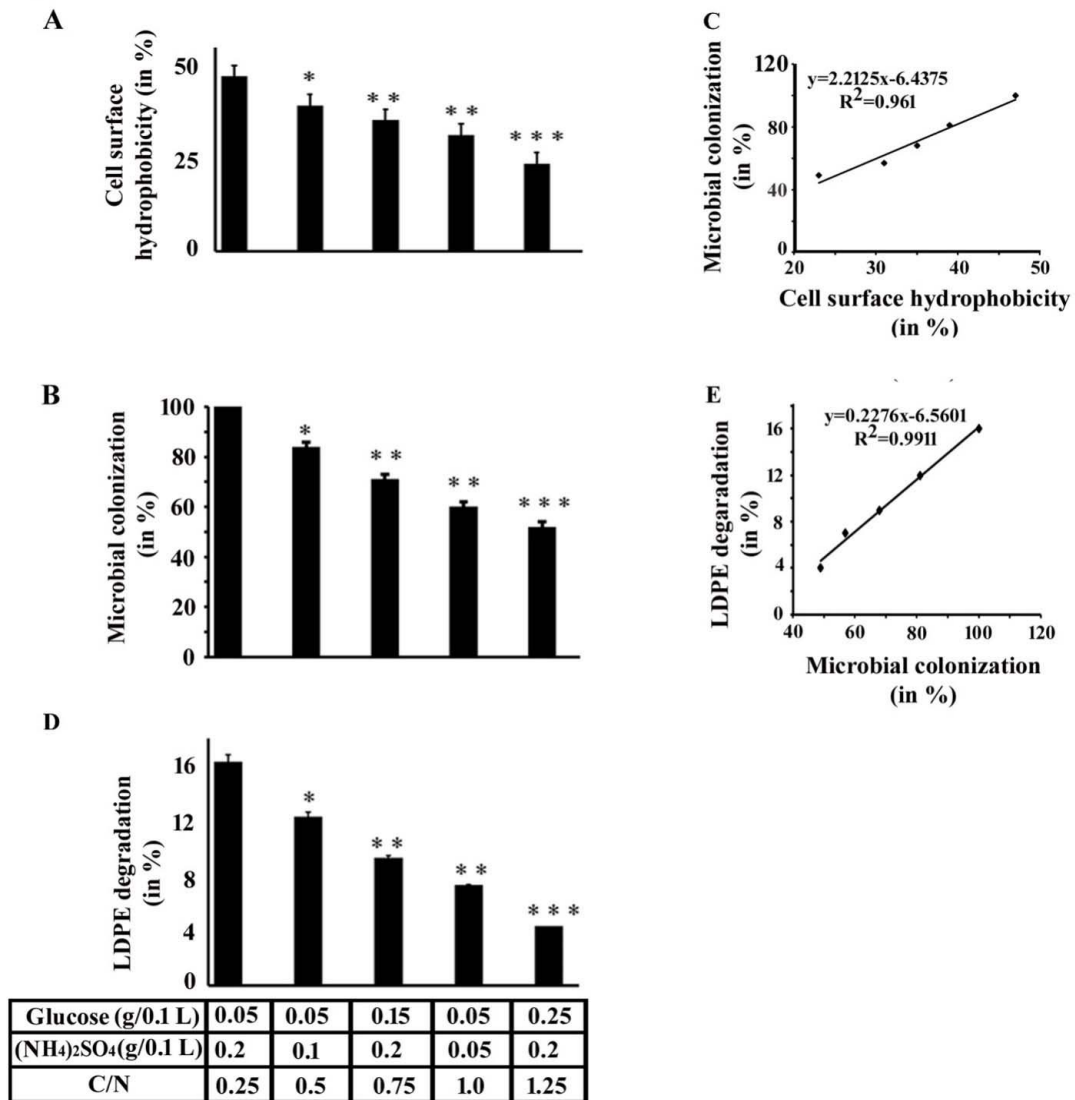 A
Cell surface
hydrophobicity (in %)
50
25
0
*
* *
* *
* * *
C
Microbial colonization
(in %)
120
80
40
0
y=2.2125x-6.4375
R2=0.961
20
30
40
50
Cell surface hydrophobicity
(in %)
B
Microbial colonization
(in %)
100
80
60
40
20
0
*
* *
* *
* * *
E
LDPE degaradation
(in %)
16
12
8
4
0
y=0.2276x-6.5601
R2=0.9911
40
60
80
100
120
Microbial colonization
(in %)
D
LDPE degradation
(in %)
16
12
8
4
0
*
* *
* *
* * *
Glucose (g/0.1 L) 0.05 0.05 0.15 0.05 0.25
(NH4)2SO4(g/0.1 L) 0.2 0.1 0.2 0.05 0.2
C/N 0.25 0.5 0.75 1.0 1.25